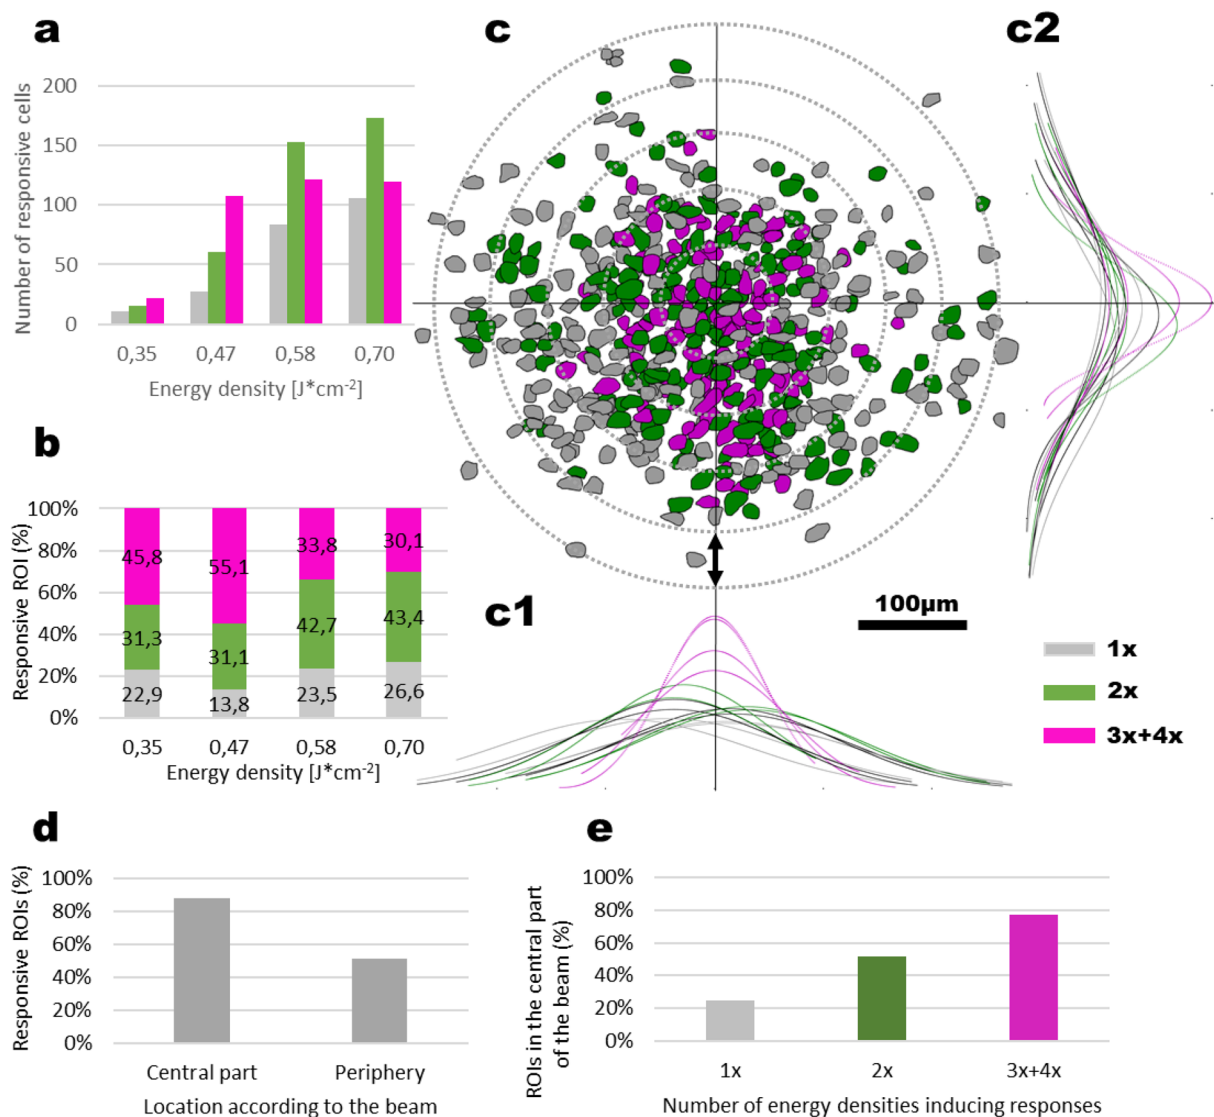 a
Number of responsive cells
200
150
100
50
0
0,35 0,47 0,58 0,70
Energy density [J*cm-2]
b
Responsive ROI (%)
100%
80%
60%
40%
20%
0%
45,8 55,1 33,8 30,1
31,3 31,1 42,7 43,4
22,9 13,8 23,5 26,6
0,35 0,47 0,58 0,70
Energy density [J*cm-2]
c
c2
c1
100µm
1x
2x
3x+4x
d
Responsive ROIs (%)
100%
80%
60%
40%
20%
0%
Central part Periphery
Location according to the beam
e
ROIs in the central part
of the beam (%)
100%
80%
60%
40%
20%
0%
1x 2x 3x+4x
Number of energy densities inducing responses